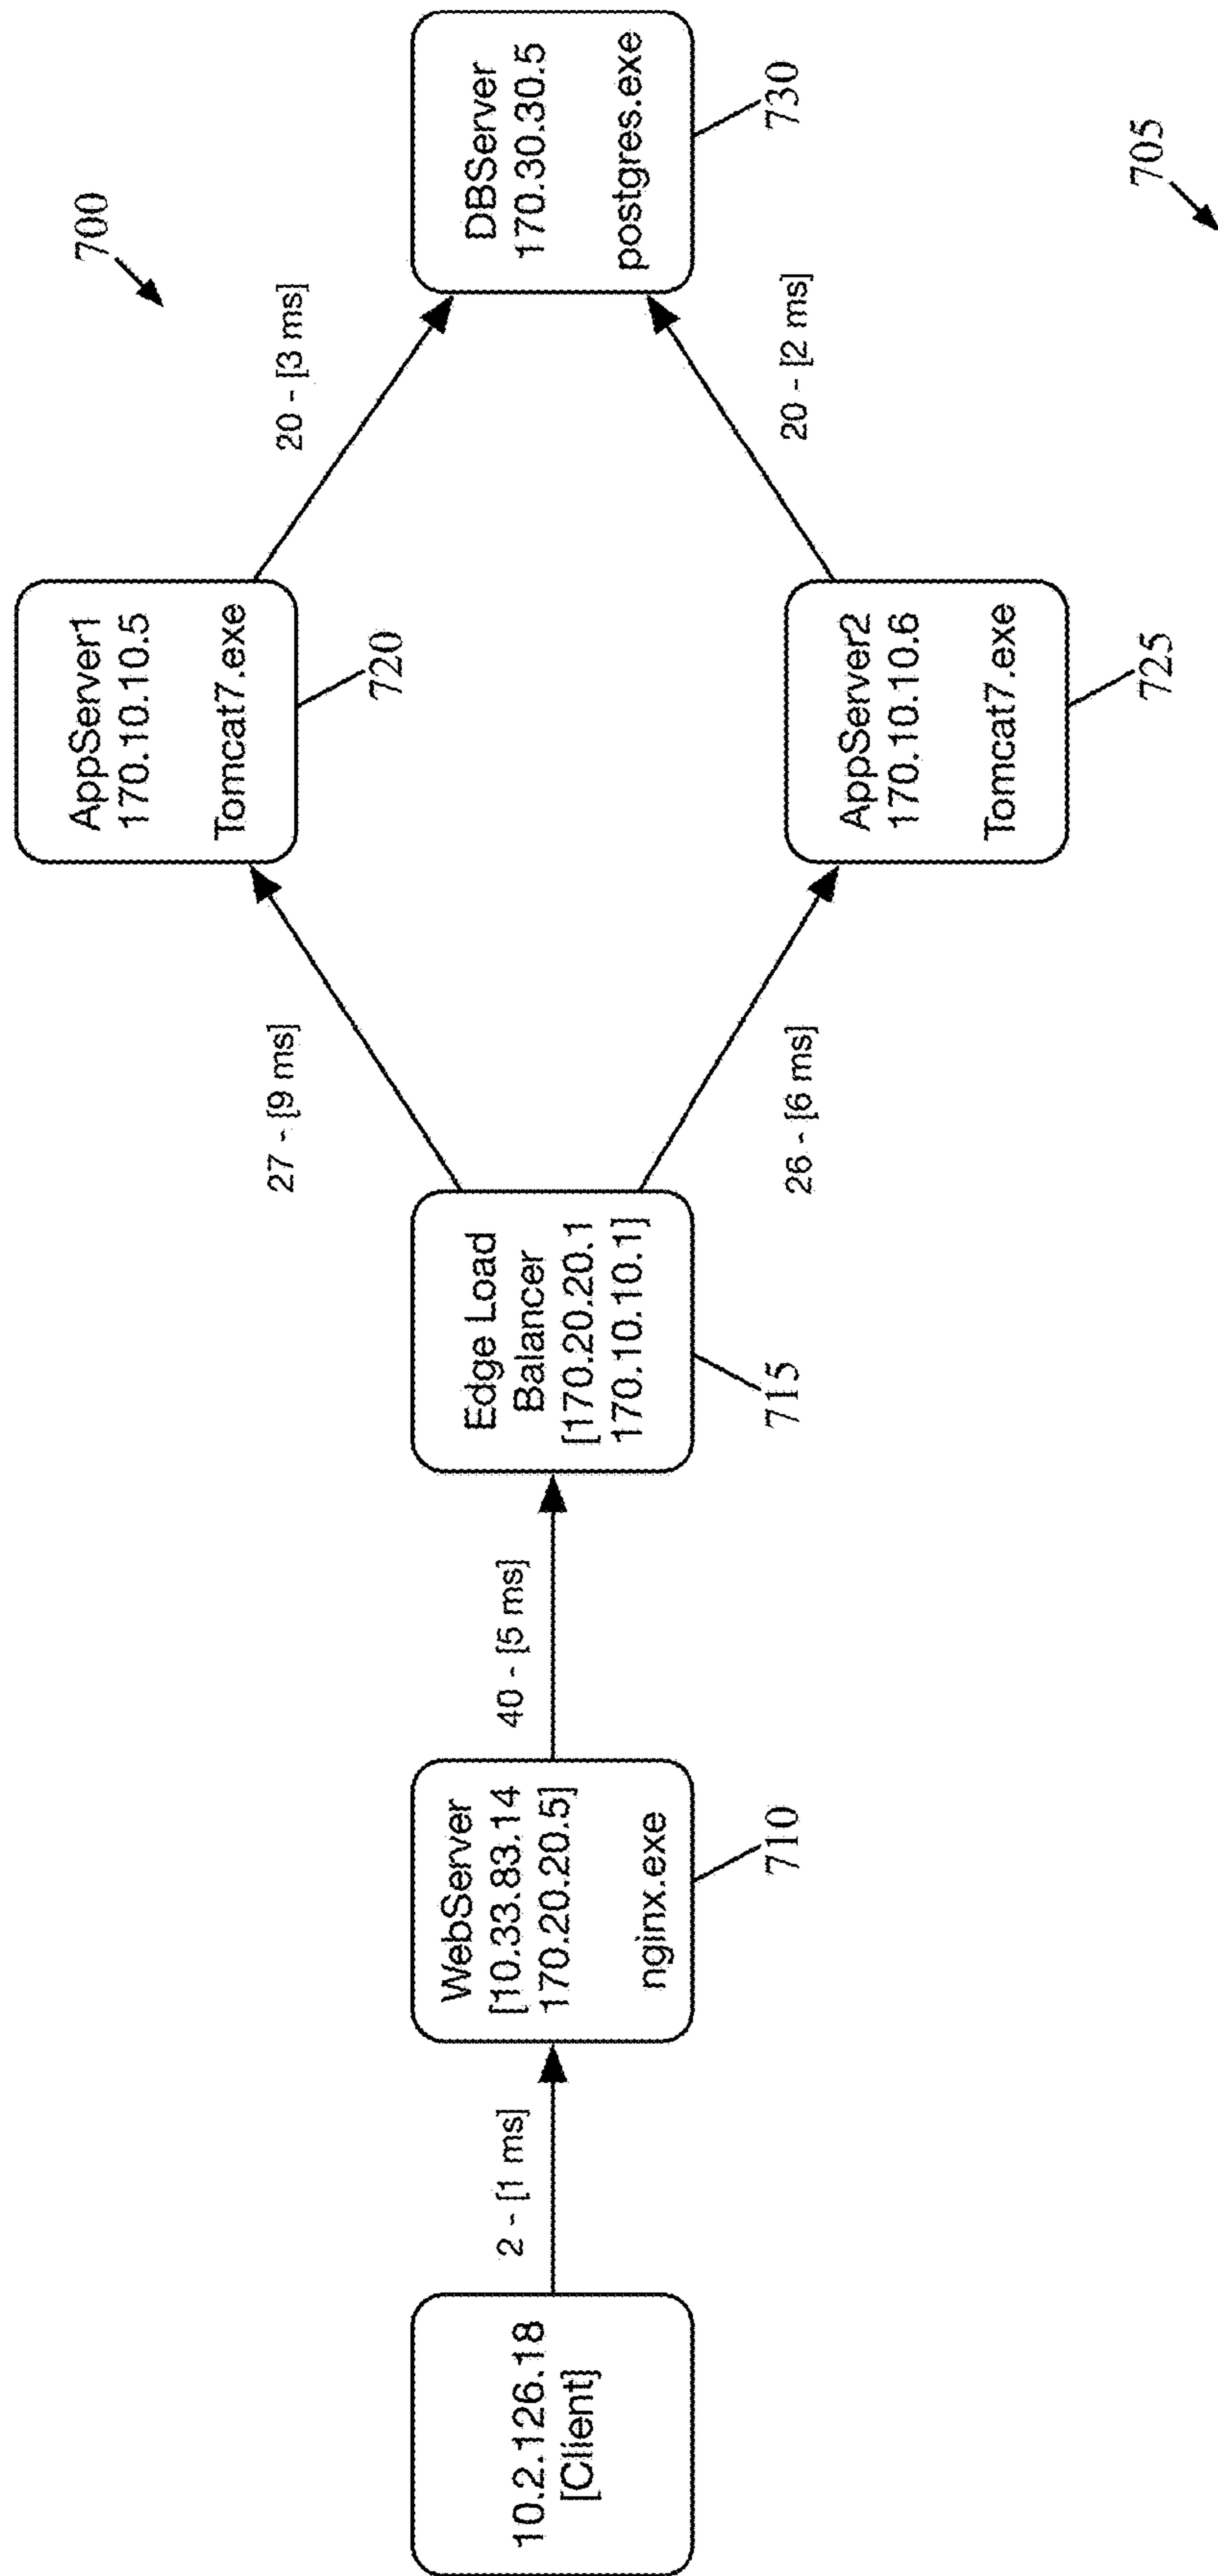 700
AppServer1
170.10.10.5
Tomcat7.exe
720
27 - [9 ms]
20 - [3 ms]
10.2.126.18
[Client]
2 - [1 ms]
WebServer
[10.33.83.14
170.20.20.5]
nginx.exe
710
40 - [5 ms]
Edge Load
Balancer
[170.20.20.1
170.10.10.1]
715
DBServer
170.30.30.5
postgres.exe
730
26 - [6 ms]
20 - [2 ms]
AppServer2
170.10.10.6
Tomcat7.exe
725
705